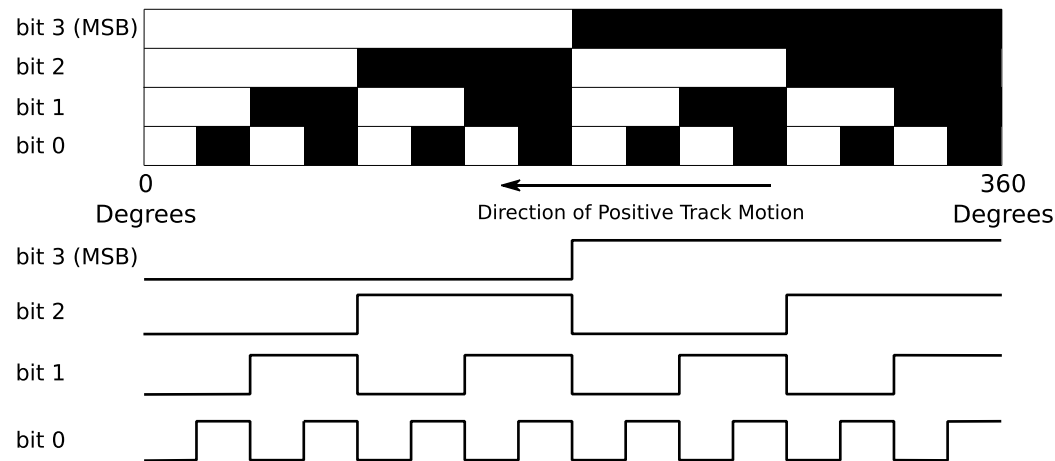 bit 3 (MSB)
bit 2
bit 1
bit 0
0
Degrees
360
Degrees
Direction of Positive Track Motion
bit 3 (MSB)
bit 2
bit 1
bit 0